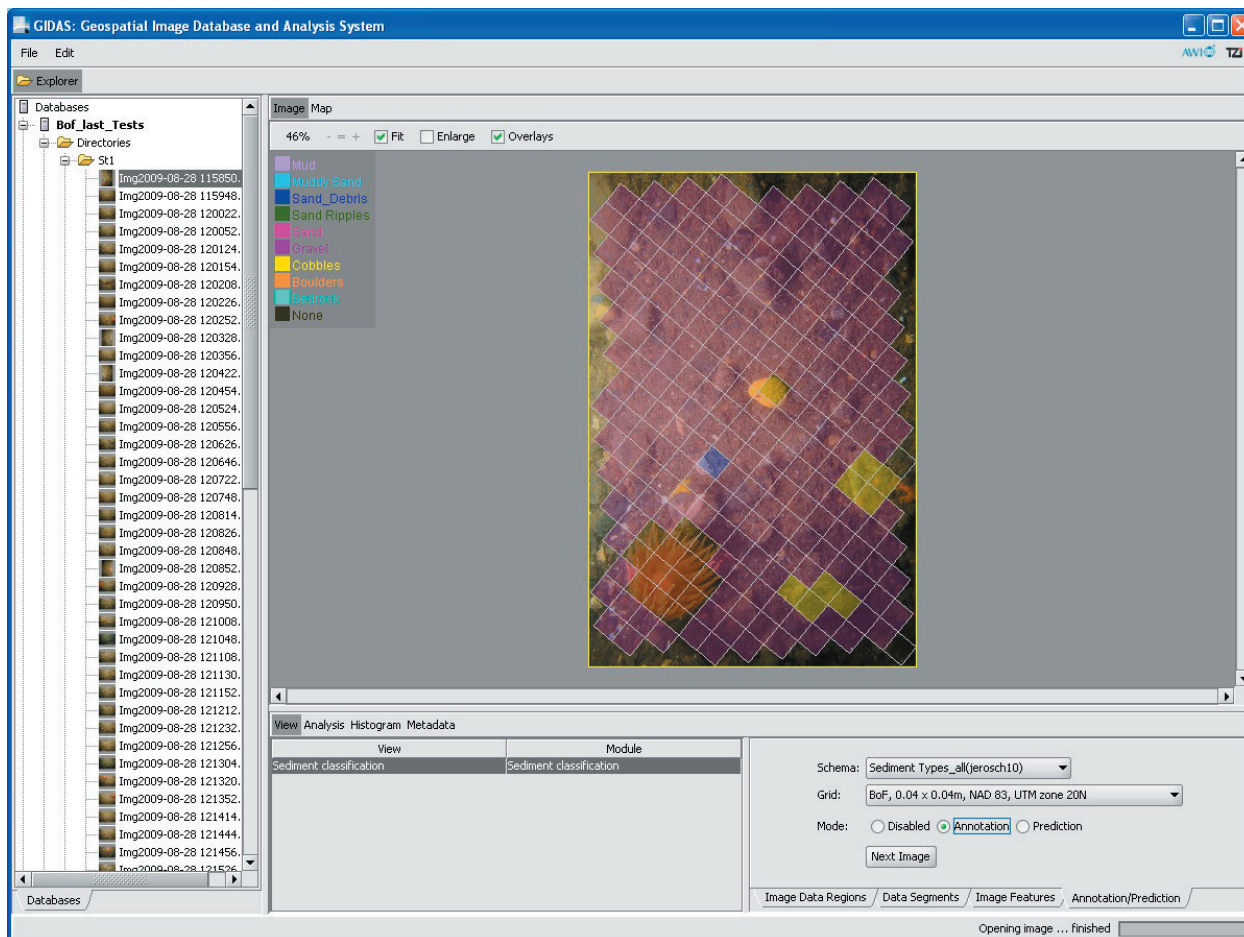 GIDAS: Geospatial Image Database and Analysis System
File Edit
AWI TZi
Explorer
Databases
Bof_last_Tests
Directories
St1
Img2009-08-28 115850.
Img2009-08-28 115948.
Img2009-08-28 120022.
Img2009-08-28 120052.
Img2009-08-28 120124.
Img2009-08-28 120154.
Img2009-08-28 120208.
Img2009-08-28 120226.
Img2009-08-28 120252.
Img2009-08-28 120328.
Img2009-08-28 120356.
Img2009-08-28 120422.
Img2009-08-28 120454.
Img2009-08-28 120524.
Img2009-08-28 120556.
Img2009-08-28 120626.
Img2009-08-28 120646.
Img2009-08-28 120722.
Img2009-08-28 120748.
Img2009-08-28 120814.
Img2009-08-28 120826.
Img2009-08-28 120848.
Img2009-08-28 120852.
Img2009-08-28 120928.
Img2009-08-28 120950.
Img2009-08-28 121008.
Img2009-08-28 121048.
Img2009-08-28 121108.
Img2009-08-28 121130.
Img2009-08-28 121152.
Img2009-08-28 121212.
Img2009-08-28 121232.
Img2009-08-28 121256.
Img2009-08-28 121304.
Img2009-08-28 121320.
Img2009-08-28 121352.
Img2009-08-28 121414.
Img2009-08-28 121444.
Img2009-08-28 121456.
Img2009-08-28 121526.
Databases
Image Map
46% - = + Fit Enlarge Overlays
Mud
Muddy Sand
Sand_Debris
Sand Ripples
Sand
Gravel
Cobbles
Boulders
Bedrock
None
View Analysis Histogram Metadata
View Module
Sediment classification Sediment classification
Schema: Sediment Types_all(jerosch10)
Grid: BoF, 0.04 x 0.04m, NAD 83, UTM zone 20N
Mode: Disabled Annotation Prediction
Next Image
Image Data Regions Data Segments Image Features Annotation/Prediction
Opening image ... finished